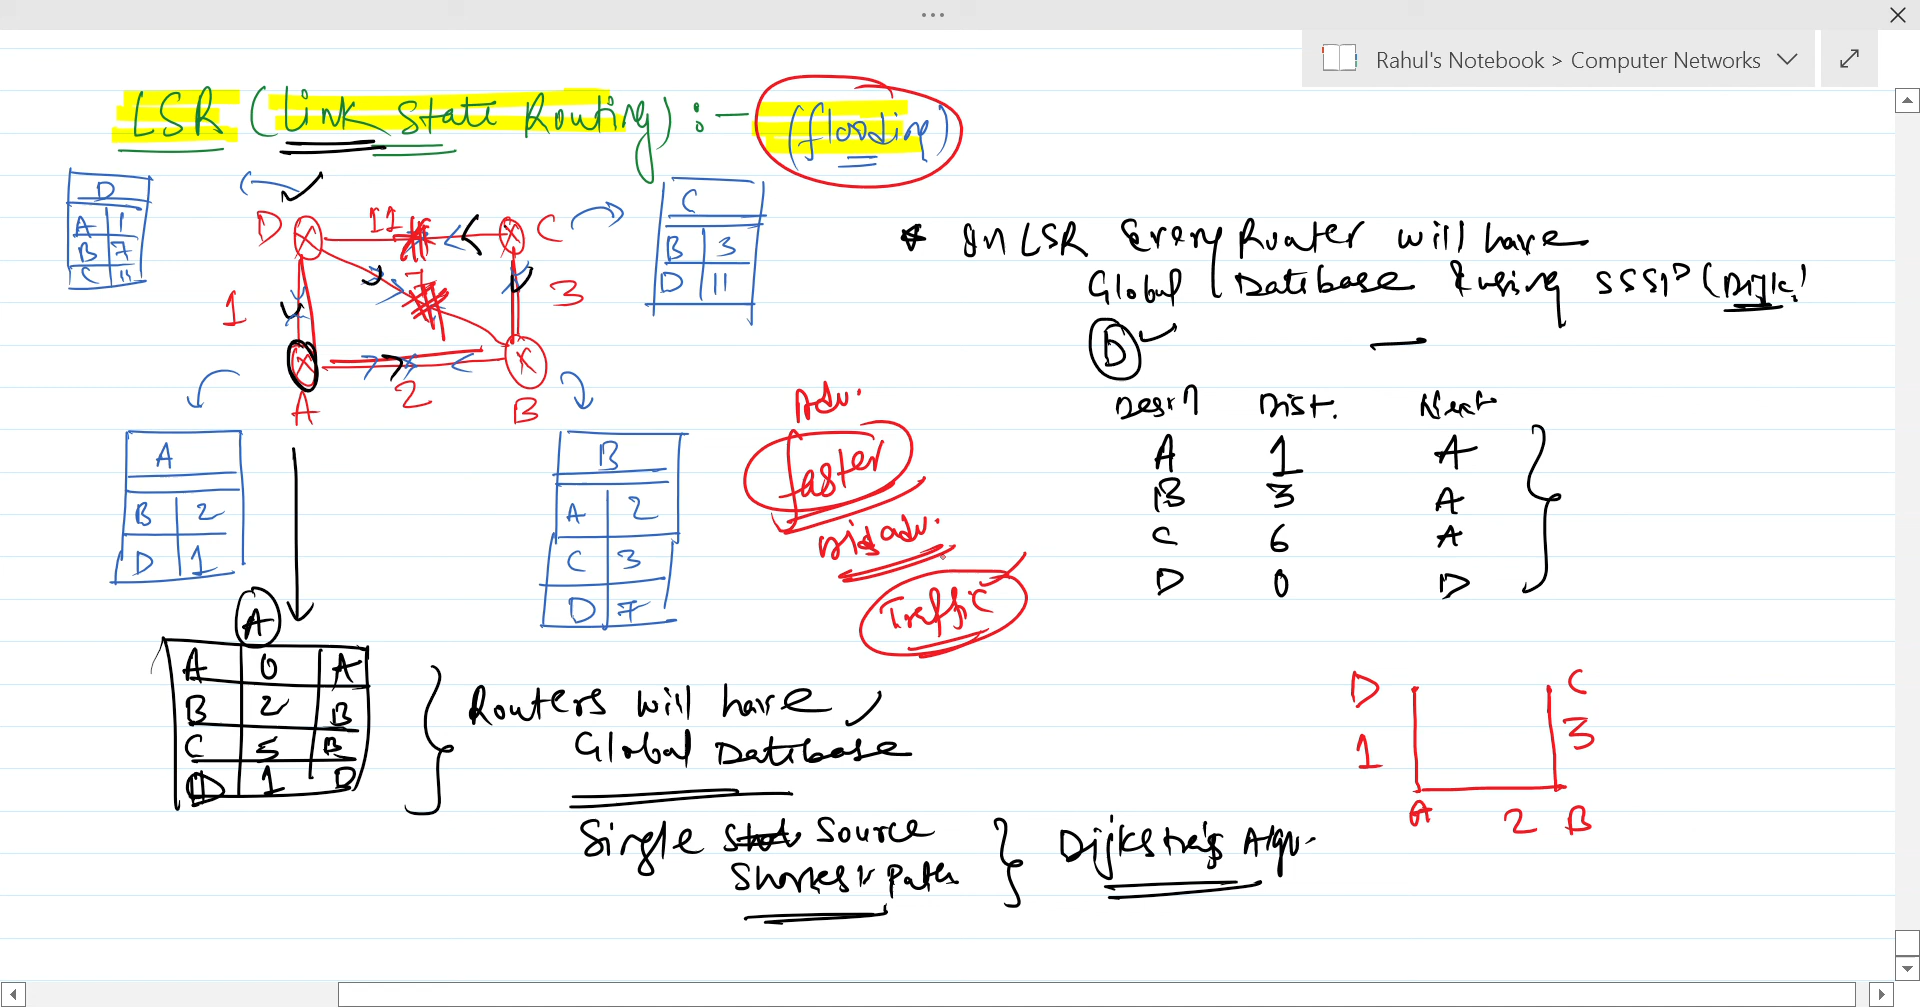 Rahul's Notebook > Computer Networks
LSR (Link State Routing) :- (flooding)
D
A 1
B 7
C 11
D 11 C
1 7 3
A 2 B
C
B 3
D 11
A
B 2
D 1
B
A 2
C 3
D 7
Adv.
faster
Disadv.
Traffic
* In LSR Every Router will have
Global Database & using SSSP (Dijk.)
D
Dest^n Dist. Next
A 1 A
B 3 A
C 6 A
D 0 D
A
A 0 A
B 2 B
C 5 B
D 1 D
Routers will have
Global Database
Single Source
Shortest Path
Dijkstra's Algo.
D C
1 3
A 2 B